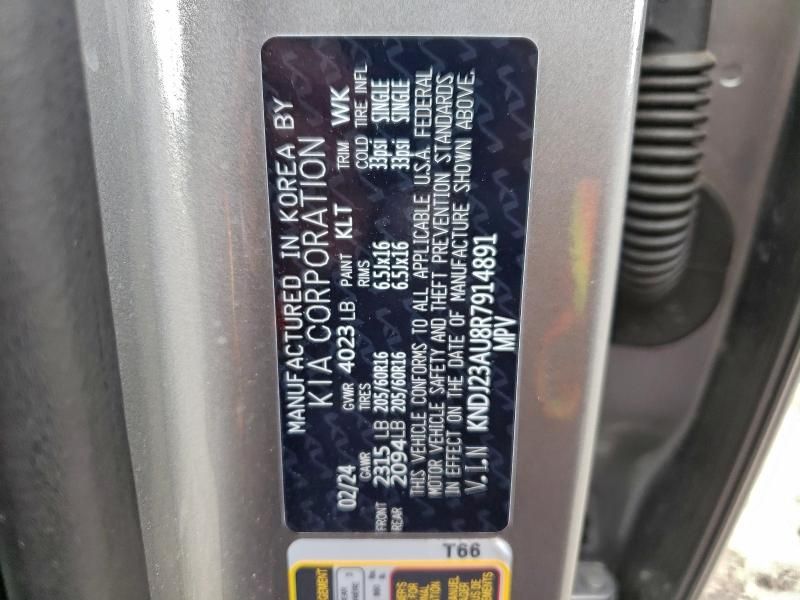 MANUFACTURED IN KOREA BY
KIA CORPORATION
02/24 GVWR 4023 LB PAINT KLT TRIM WK
GAWR TIRES RIMS COLD TIRE INFL
FRONT 2315 LB 205/60R16 6.5Jx16 33psi SINGLE
REAR 2094 LB 205/60R16 6.5Jx16 33psi SINGLE
THIS VEHICLE CONFORMS TO ALL APPLICABLE U.S.A. FEDERAL
MOTOR VEHICLE SAFETY AND THEFT PREVENTION STANDARDS
IN EFFECT ON THE DATE OF MANUFACTURE SHOWN ABOVE.
V.I.N KNDJ23AU8R7914891
MPV
T66